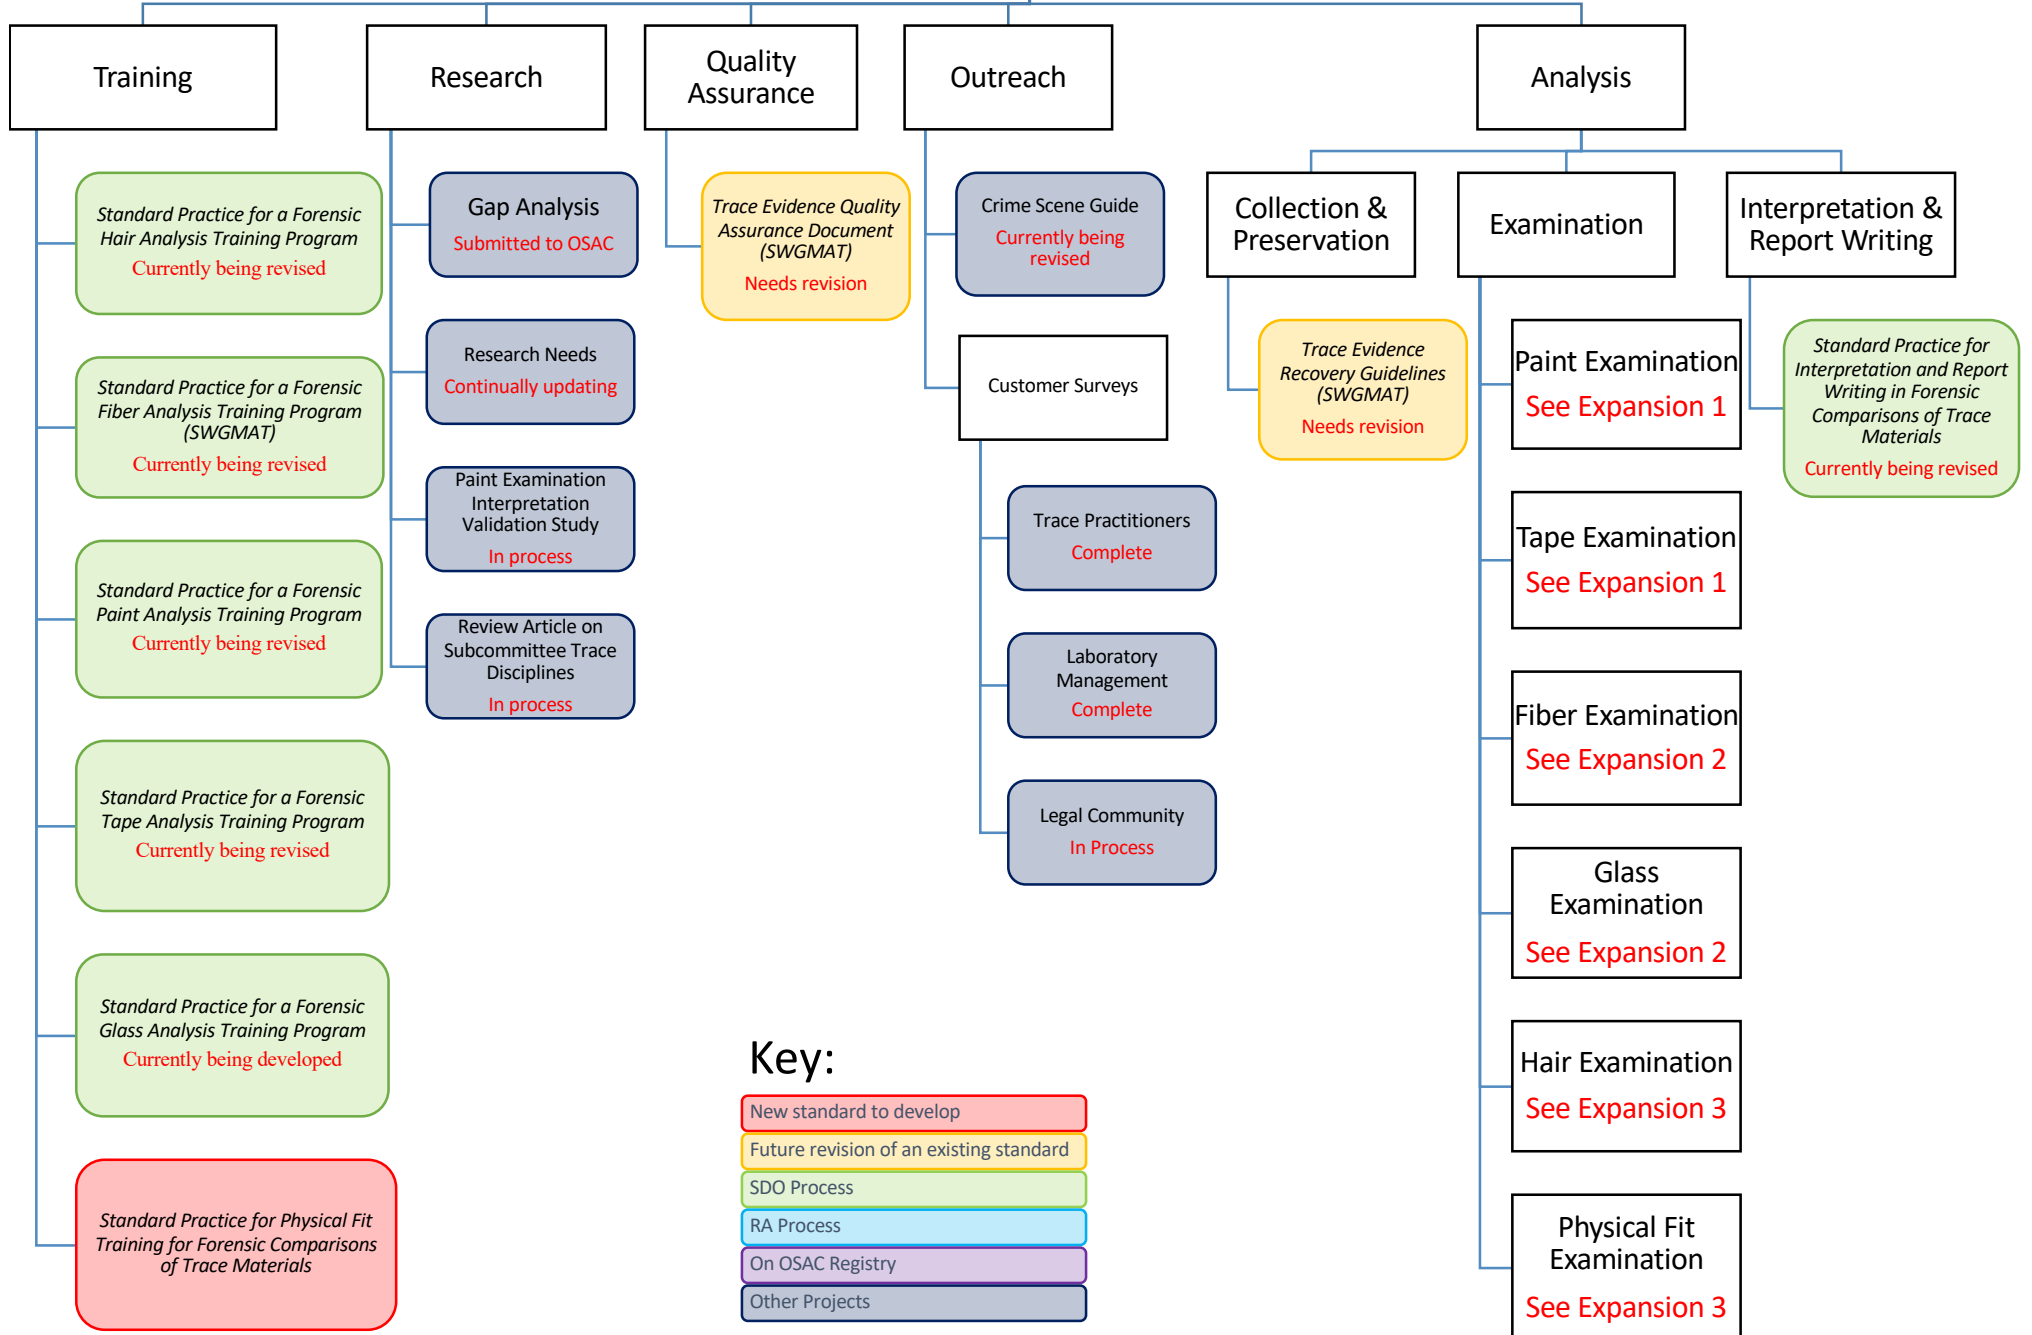 Training
Research
Quality
Assurance
Outreach
Analysis
Standard Practice for a Forensic
Hair Analysis Training Program
Currently being revised
Standard Practice for a Forensic
Fiber Analysis Training Program
(SWGMAT)
Currently being revised
Standard Practice for a Forensic
Paint Analysis Training Program
Currently being revised
Standard Practice for a Forensic
Tape Analysis Training Program
Currently being revised
Standard Practice for a Forensic
Glass Analysis Training Program
Currently being developed
Standard Practice for Physical Fit
Training for Forensic Comparisons
of Trace Materials
Gap Analysis
Submitted to OSAC
Research Needs
Continually updating
Paint Examination
Interpretation
Validation Study
In process
Review Article on
Subcommittee Trace
Disciplines
In process
Trace Evidence Quality
Assurance Document
(SWGMAT)
Needs revision
Crime Scene Guide
Currently being
revised
Customer Surveys
Trace Practitioners
Complete
Laboratory
Management
Complete
Legal Community
In Process
Collection &
Preservation
Trace Evidence
Recovery Guidelines
(SWGMAT)
Needs revision
Examination
Paint Examination
See Expansion 1
Tape Examination
See Expansion 1
Fiber Examination
See Expansion 2
Glass
Examination
See Expansion 2
Hair Examination
See Expansion 3
Physical Fit
Examination
See Expansion 3
Interpretation &
Report Writing
Standard Practice for
Interpretation and Report
Writing in Forensic
Comparisons of Trace
Materials
Currently being revised
Key:
New standard to develop
Future revision of an existing standard
SDO Process
RA Process
On OSAC Registry
Other Projects